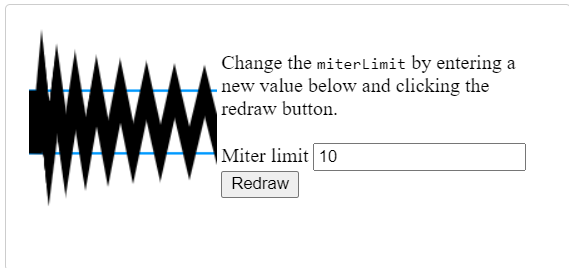 Change the miterLimit by entering a
new value below and clicking the
redraw button.
Miter limit 10
Redraw